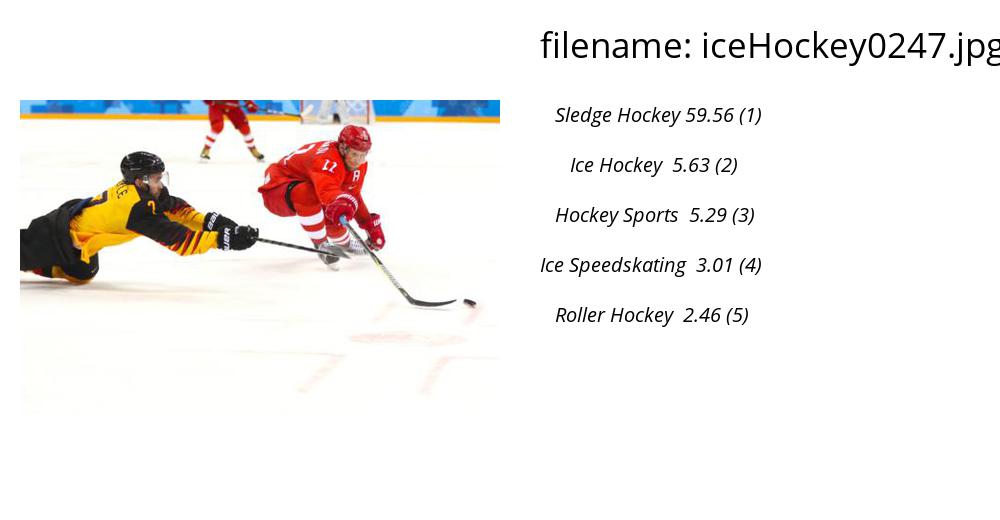 filename: iceHockey0247.jpg
Sledge Hockey 59.56 (1)
Ice Hockey 5.63 (2)
Hockey Sports 5.29 (3)
Ice Speedskating 3.01 (4)
Roller Hockey 2.46 (5)
A